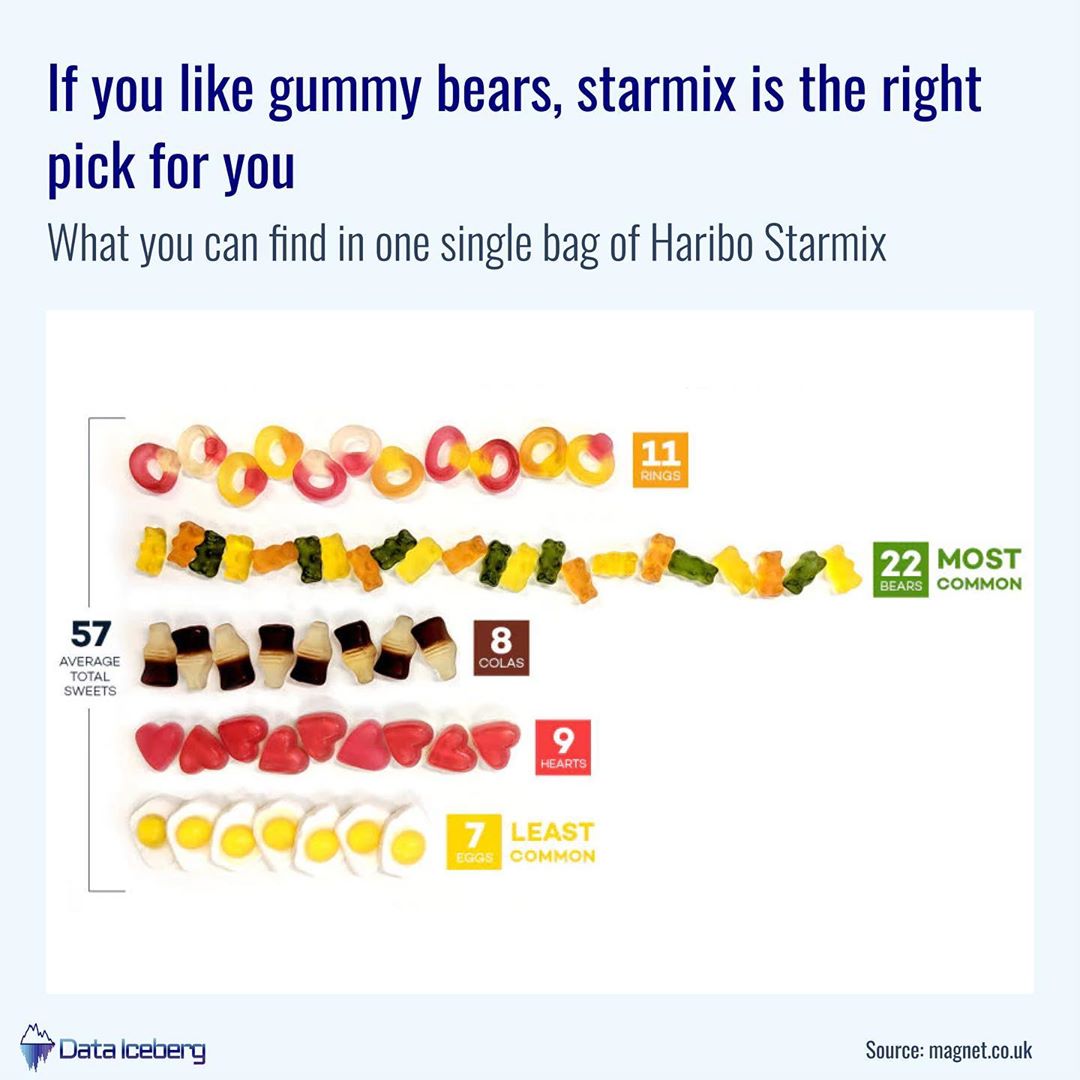 If you like gummy bears, starmix is the right
pick for you
What you can find in one single bag of Haribo Starmix
11
RINGS
22
BEARS
MOST
COMMON
57
AVERAGE
TOTAL
SWEETS
8
COLAS
9
HEARTS
7
EGGS
LEAST
COMMON
Data Iceberg
Source: magnet.co.uk